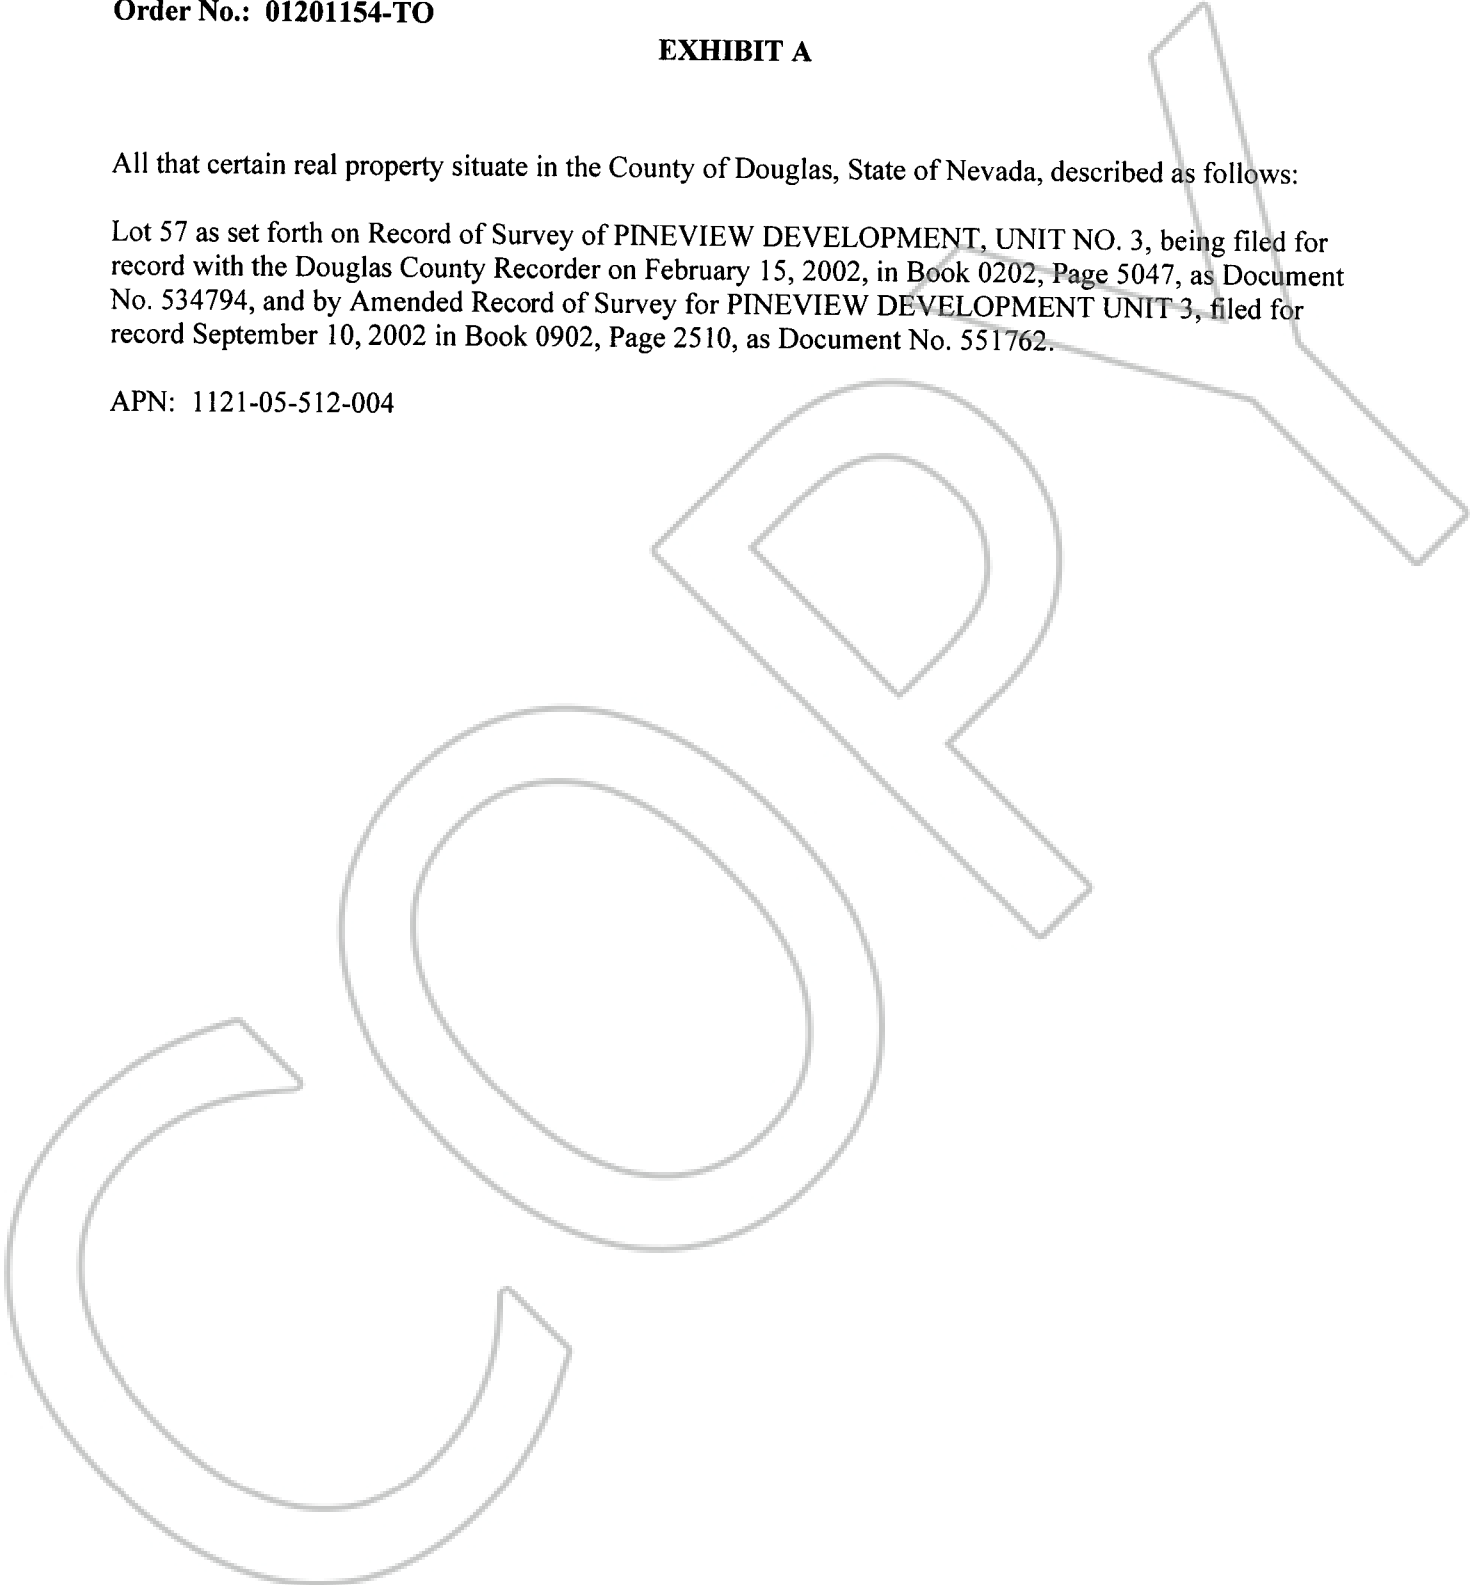 Order No.: 01201154-TO
EXHIBIT A
All that certain real property situate in the County of Douglas, State of Nevada, described as follows:
Lot 57 as set forth on Record of Survey of PINEVIEW DEVELOPMENT, UNIT NO. 3, being filed for
record with the Douglas County Recorder on February 15, 2002, in Book 0202, Page 5047, as Document
No. 534794, and by Amended Record of Survey for PINEVIEW DEVELOPMENT UNIT 3, filed for
record September 10, 2002 in Book 0902, Page 2510, as Document No. 551762.
APN: 1121-05-512-004
COPY